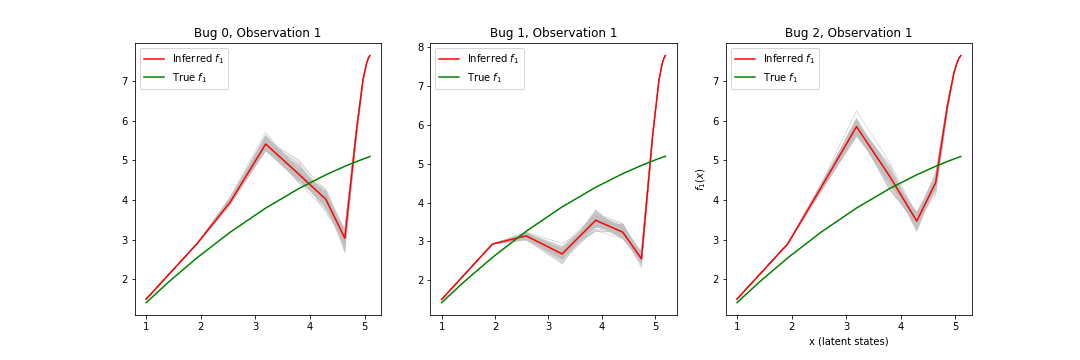 Bug 0, Observation 1
Inferred f₁
True f₁
7
6
5
4
3
2
1 2 3 4 5
Bug 1, Observation 1
Inferred f₁
True f₁
8
7
6
5
4
3
2
1 2 3 4 5
Bug 2, Observation 1
Inferred f₁
True f₁
f₁(x)
7
6
5
4
3
2
1 2 3 4 5
x (latent states)